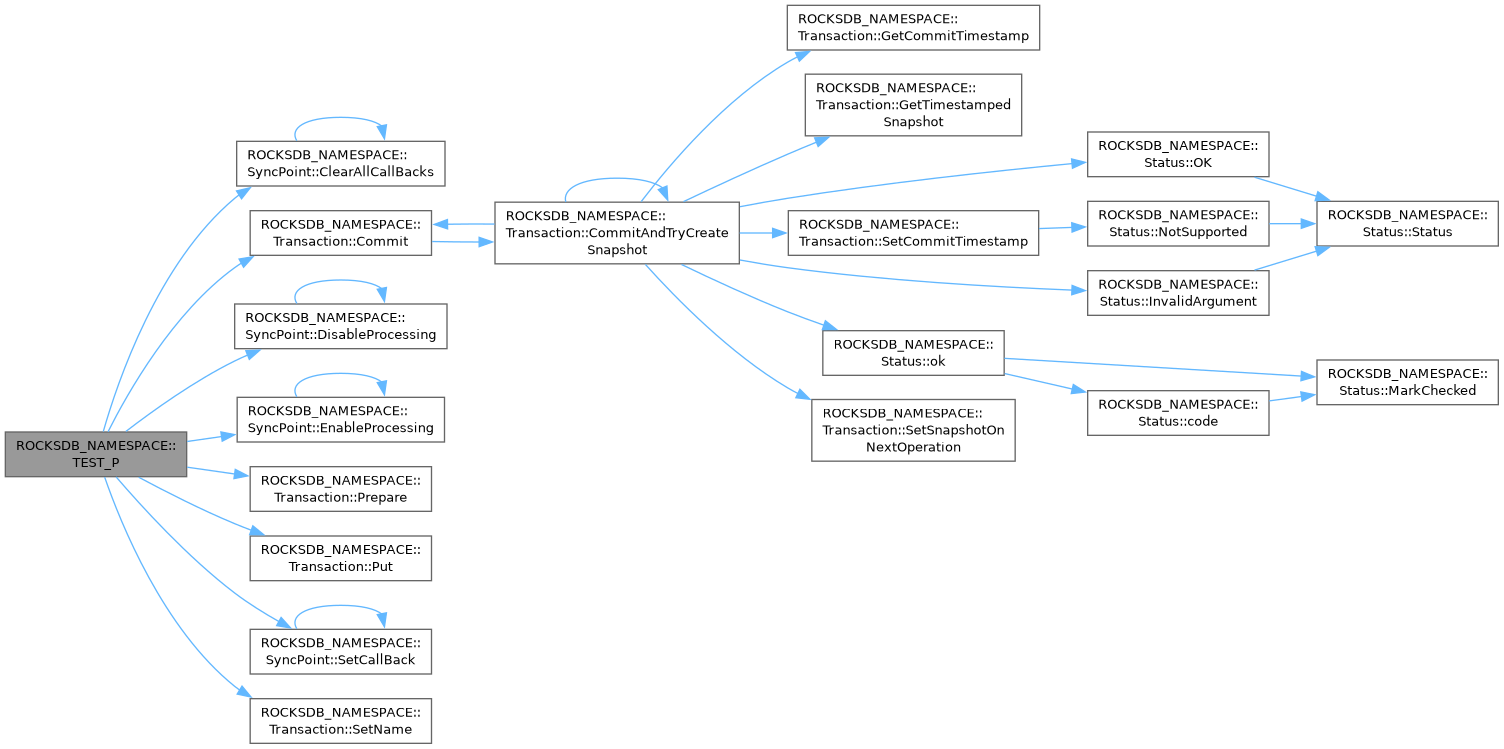 ROCKSDB_NAMESPACE::
TEST_P
ROCKSDB_NAMESPACE::
SyncPoint::ClearAllCallBacks
ROCKSDB_NAMESPACE::
Transaction::Commit
ROCKSDB_NAMESPACE::
SyncPoint::DisableProcessing
ROCKSDB_NAMESPACE::
SyncPoint::EnableProcessing
ROCKSDB_NAMESPACE::
Transaction::Prepare
ROCKSDB_NAMESPACE::
Transaction::Put
ROCKSDB_NAMESPACE::
SyncPoint::SetCallBack
ROCKSDB_NAMESPACE::
Transaction::SetName
ROCKSDB_NAMESPACE::
Transaction::CommitAndTryCreate
Snapshot
ROCKSDB_NAMESPACE::
Transaction::GetCommitTimestamp
ROCKSDB_NAMESPACE::
Transaction::GetTimestamped
Snapshot
ROCKSDB_NAMESPACE::
Transaction::SetCommitTimestamp
ROCKSDB_NAMESPACE::
Status::ok
ROCKSDB_NAMESPACE::
Transaction::SetSnapshotOn
NextOperation
ROCKSDB_NAMESPACE::
Status::OK
ROCKSDB_NAMESPACE::
Status::NotSupported
ROCKSDB_NAMESPACE::
Status::InvalidArgument
ROCKSDB_NAMESPACE::
Status::code
ROCKSDB_NAMESPACE::
Status::Status
ROCKSDB_NAMESPACE::
Status::MarkChecked